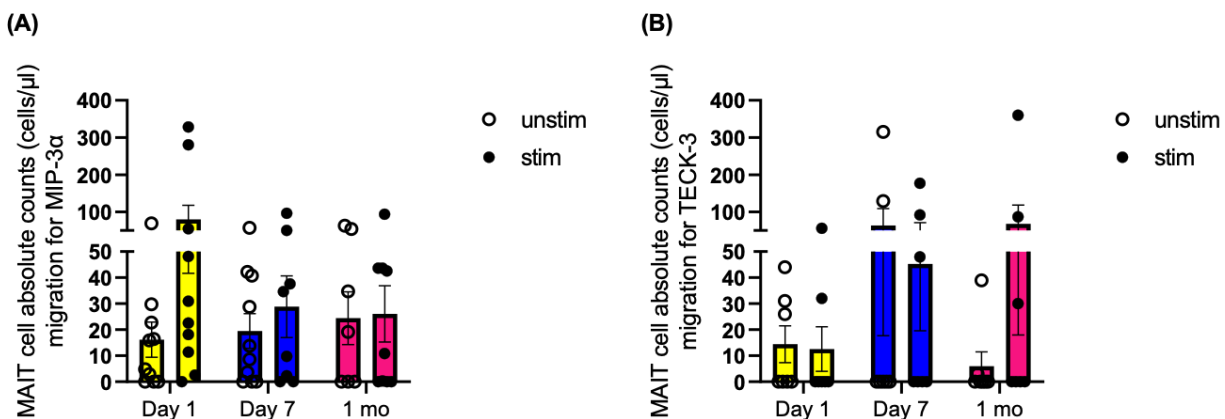 (A)
MAIT cell absolute counts (cells/µl)
migration for MIP-3α
400
300
200
100
50
40
30
20
10
0
Day 1
Day 7
1 mo
unstim
stim
(B)
MAIT cell absolute counts (cells/µl)
migration for TECK-3
400
300
200
100
50
40
30
20
10
0
Day 1
Day 7
1 mo
unstim
stim